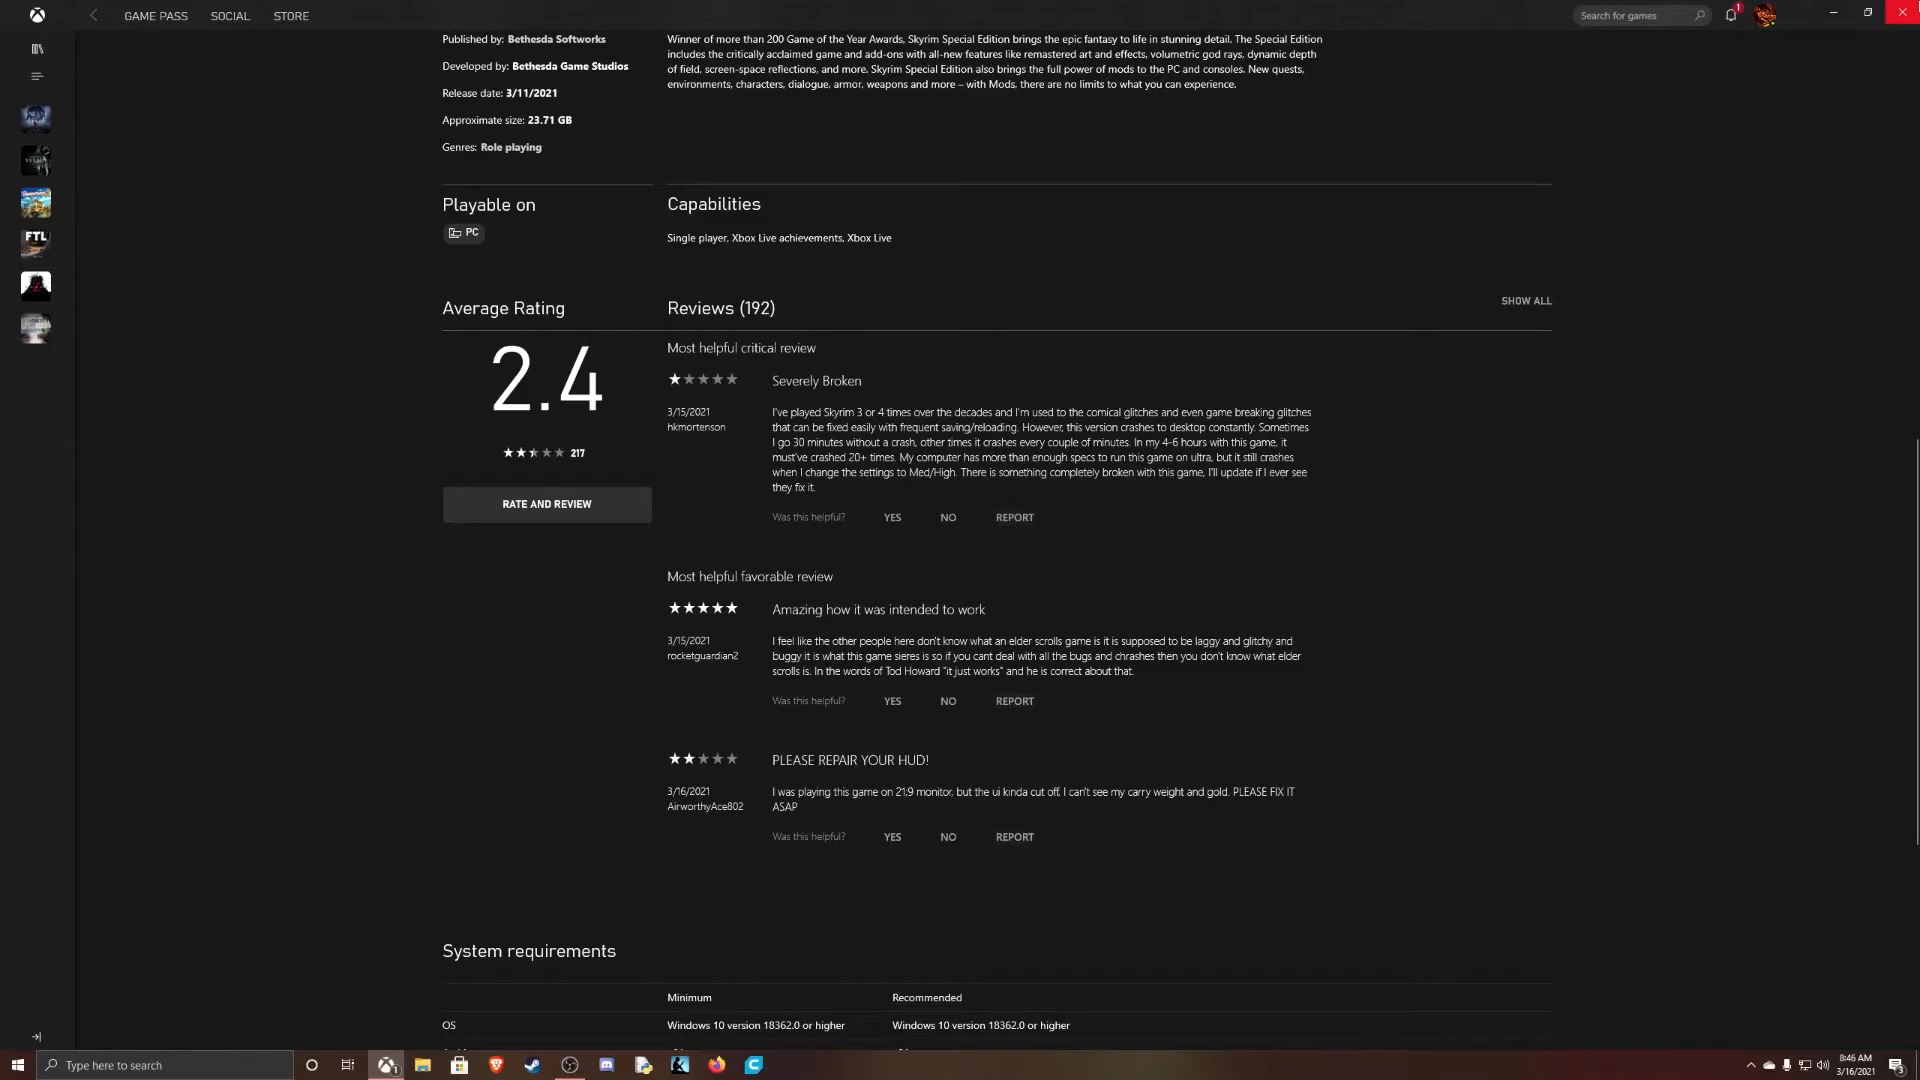 GAME PASS SOCIAL STORE
Search for games
1
Published by: Bethesda Softworks
Developed by: Bethesda Game Studios
Release date: 3/11/2021
Approximate size: 23.71 GB
Genres: Role playing
Winner of more than 200 Game of the Year Awards, Skyrim Special Edition brings the epic fantasy to life in stunning detail. The Special Edition
includes the critically acclaimed game and add-ons with all-new features like remastered art and effects, volumetric god rays, dynamic depth
of field, screen-space reflections, and more. Skyrim Special Edition also brings the full power of mods to the PC and consoles. New quests,
environments, characters, dialogue, armor, weapons and more – with Mods, there are no limits to what you can experience.
FTL
Playable on
PC
Capabilities
Single player, Xbox Live achievements, Xbox Live
Average Rating
2.4
217
RATE AND REVIEW
Reviews (192)
SHOW ALL
Most helpful critical review
Severely Broken
3/15/2021
hkmortenson
I've played Skyrim 3 or 4 times over the decades and I'm used to the comical glitches and even game breaking glitches
that can be fixed easily with frequent saving/reloading. However, this version crashes to desktop constantly. Sometimes
I go 30 minutes without a crash, other times it crashes every couple of minutes. In my 4-6 hours with this game, it
must've crashed 20+ times. My computer has more than enough specs to run this game on ultra, but it still crashes
when I change the settings to Med/High. There is something completely broken with this game, I'll update if I ever see
they fix it.
Was this helpful? YES NO REPORT
Most helpful favorable review
Amazing how it was intended to work
3/15/2021
rocketguardian2
I feel like the other people here don't know what an elder scrolls game is it is supposed to be laggy and glitchy and
buggy it is what this game sieres is so if you cant deal with all the bugs and chrashes then you don't know what elder
scrolls is. In the words of Tod Howard "it just works" and he is correct about that.
Was this helpful? YES NO REPORT
PLEASE REPAIR YOUR HUD!
3/16/2021
AirworthyAce802
I was playing this game on 21;9 monitor, but the ui kinda cut off, I can't see my carry weight and gold. PLEASE FIX IT
ASAP
Was this helpful? YES NO REPORT
System requirements
Minimum Recommended
OS Windows 10 version 18362.0 or higher Windows 10 version 18362.0 or higher
Type here to search
1
8:46 AM
3/16/2021
3